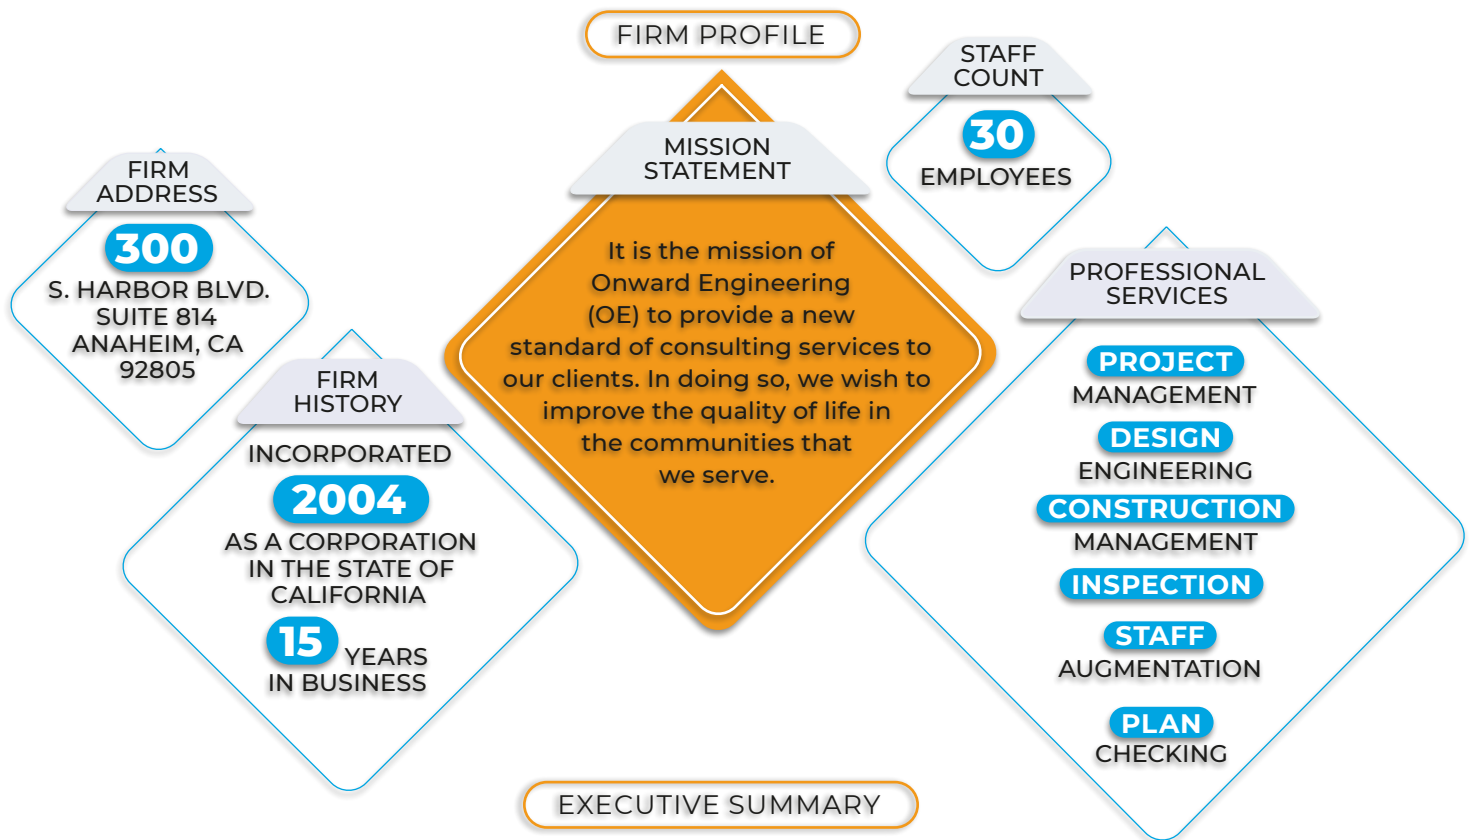 FIRM PROFILE
FIRM
ADDRESS
300
S. HARBOR BLVD.
SUITE 814
ANAHEIM, CA
92805
FIRM
HISTORY
INCORPORATED
2004
AS A CORPORATION
IN THE STATE OF
CALIFORNIA
15 YEARS
IN BUSINESS
MISSION
STATEMENT
It is the mission of
Onward Engineering
(OE) to provide a new
standard of consulting services to
our clients. In doing so, we wish to
improve the quality of life in
the communities that
we serve.
STAFF
COUNT
30
EMPLOYEES
PROFESSIONAL
SERVICES
PROJECT
MANAGEMENT
DESIGN
ENGINEERING
CONSTRUCTION
MANAGEMENT
INSPECTION
STAFF
AUGMENTATION
PLAN
CHECKING
EXECUTIVE SUMMARY